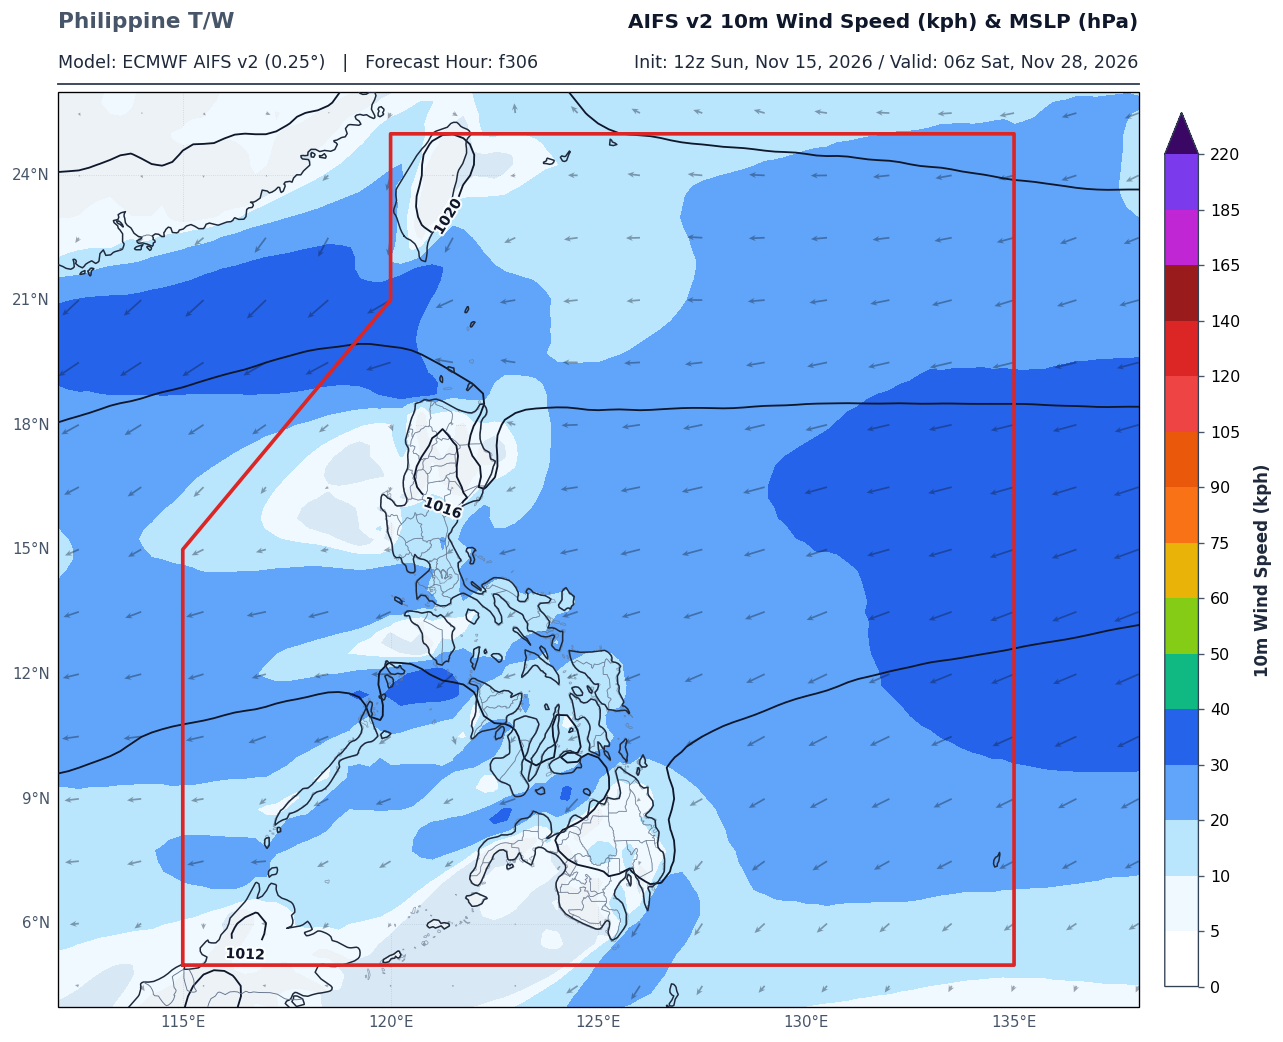 Philippine T/W
AIFS v2 10m Wind Speed (kph) & MSLP (hPa)
Model: ECMWF AIFS v2 (0.25°) | Forecast Hour: f306
Init: 12z Sun, Nov 15, 2026 / Valid: 06z Sat, Nov 28, 2026
24°N
21°N
18°N
15°N
12°N
9°N
6°N
1020
1016
1012
115°E
120°E
125°E
130°E
135°E
220
185
165
140
120
105
90
75
60
50
40
30
20
10
5
0
10m Wind Speed (kph)